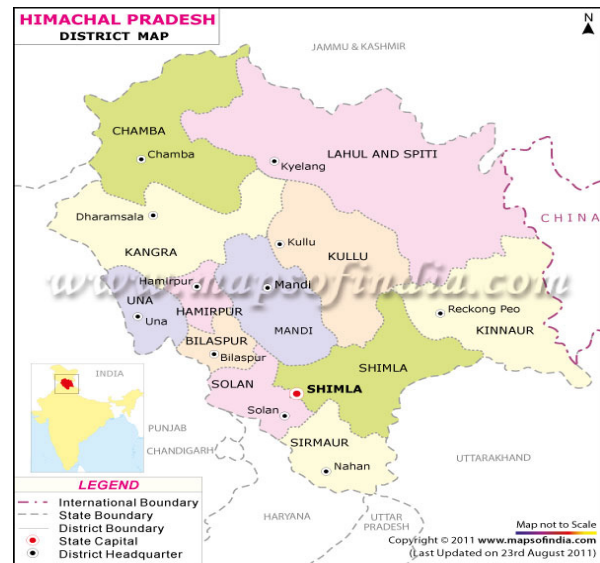 HIMACHAL PRADESH
DISTRICT MAP
N
JAMMU & KASHMIR
CHAMBA
Chamba
LAHUL AND SPITI
Kyelang
Dharamsala
CHINA
KANGRA
Kullu
KULLU
www.mapsofindia.com
Hamirpur
Mandi
UNA
HAMIRPUR
Una
MANDI
Reckong Peo
KINNAUR
BILASPUR
Bilaspur
SHIMLA
INDIA
SOLAN
SHIMLA
Solan
PUNJAB
CHANDIGARH
SIRMAUR
Nahan
UTTARAKHAND
LEGEND
International Boundary
State Boundary
District Boundary
State Capital
District Headquarter
HARYANA
UTTAR
PRADESH
Map not to Scale
Copyright © 2011 www.mapsofindia.com
(Last Updated on 23rd August 2011)